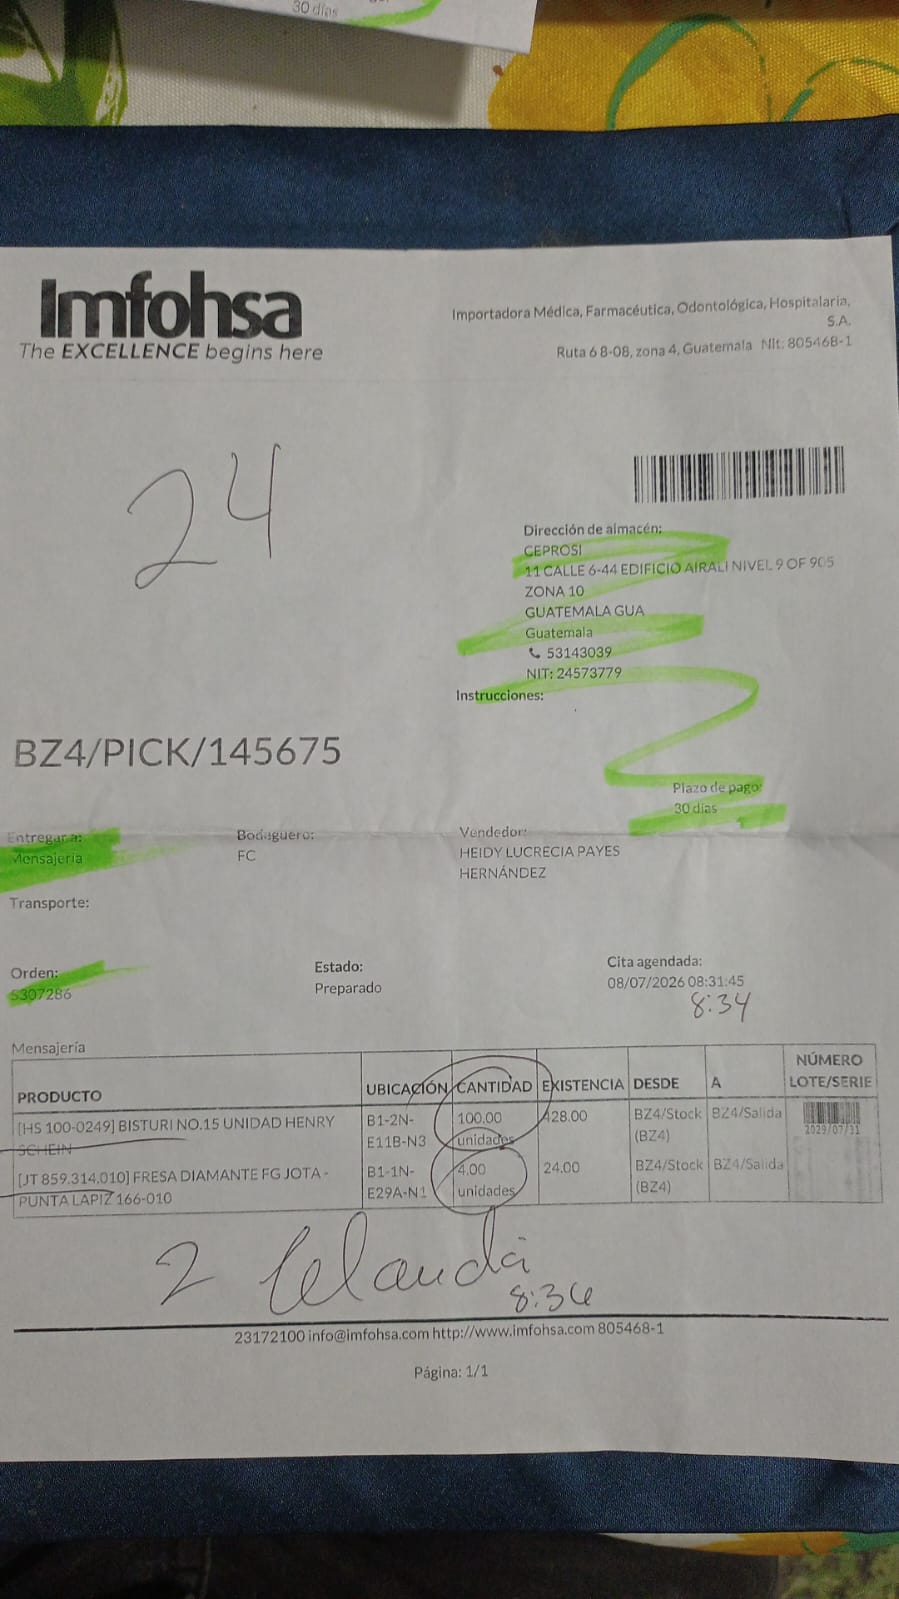 30 días
Imfohsa
The EXCELLENCE begins here
Importadora Médica, Farmacéutica, Odontológica, Hospitalaria,
S.A.
Ruta 6 8-08, zona 4, Guatemala Nit: 805468-1
24
Dirección de almacén:
CEPROSI
11 CALLE 6-44 EDIFICIO AIRALI NIVEL 9 OF 905
ZONA 10
GUATEMALA GUA
Guatemala
53143039
NIT: 24573779
Instrucciones:
BZ4/PICK/145675
Plazo de pago:
30 días
Entregar a:
Mensajería
Bodeguero:
FC
Vendedor:
HEIDY LUCRECIA PAYES
HERNÁNDEZ
Transporte:
Orden:
S307286
Estado:
Preparado
Cita agendada:
08/07/2026 08:31:45
8:34
Mensajería
PRODUCTO UBICACIÓN CANTIDAD EXISTENCIA DESDE A NÚMERO LOTE/SERIE
[HS 100-0249] BISTURI NO.15 UNIDAD HENRY B1-2N- 100.00 428.00 BZ4/Stock BZ4/Salida
SCHEIN E11B-N3 unidades (BZ4) 2029/07/31
[JT 859.314.010] FRESA DIAMANTE FG JOTA - B1-1N- 4.00 24.00 BZ4/Stock BZ4/Salida
PUNTA LAPIZ 166-010 E29A-N1 unidades (BZ4)
2
8:36
23172100 info@imfohsa.com http://www.imfohsa.com 805468-1
Página: 1/1